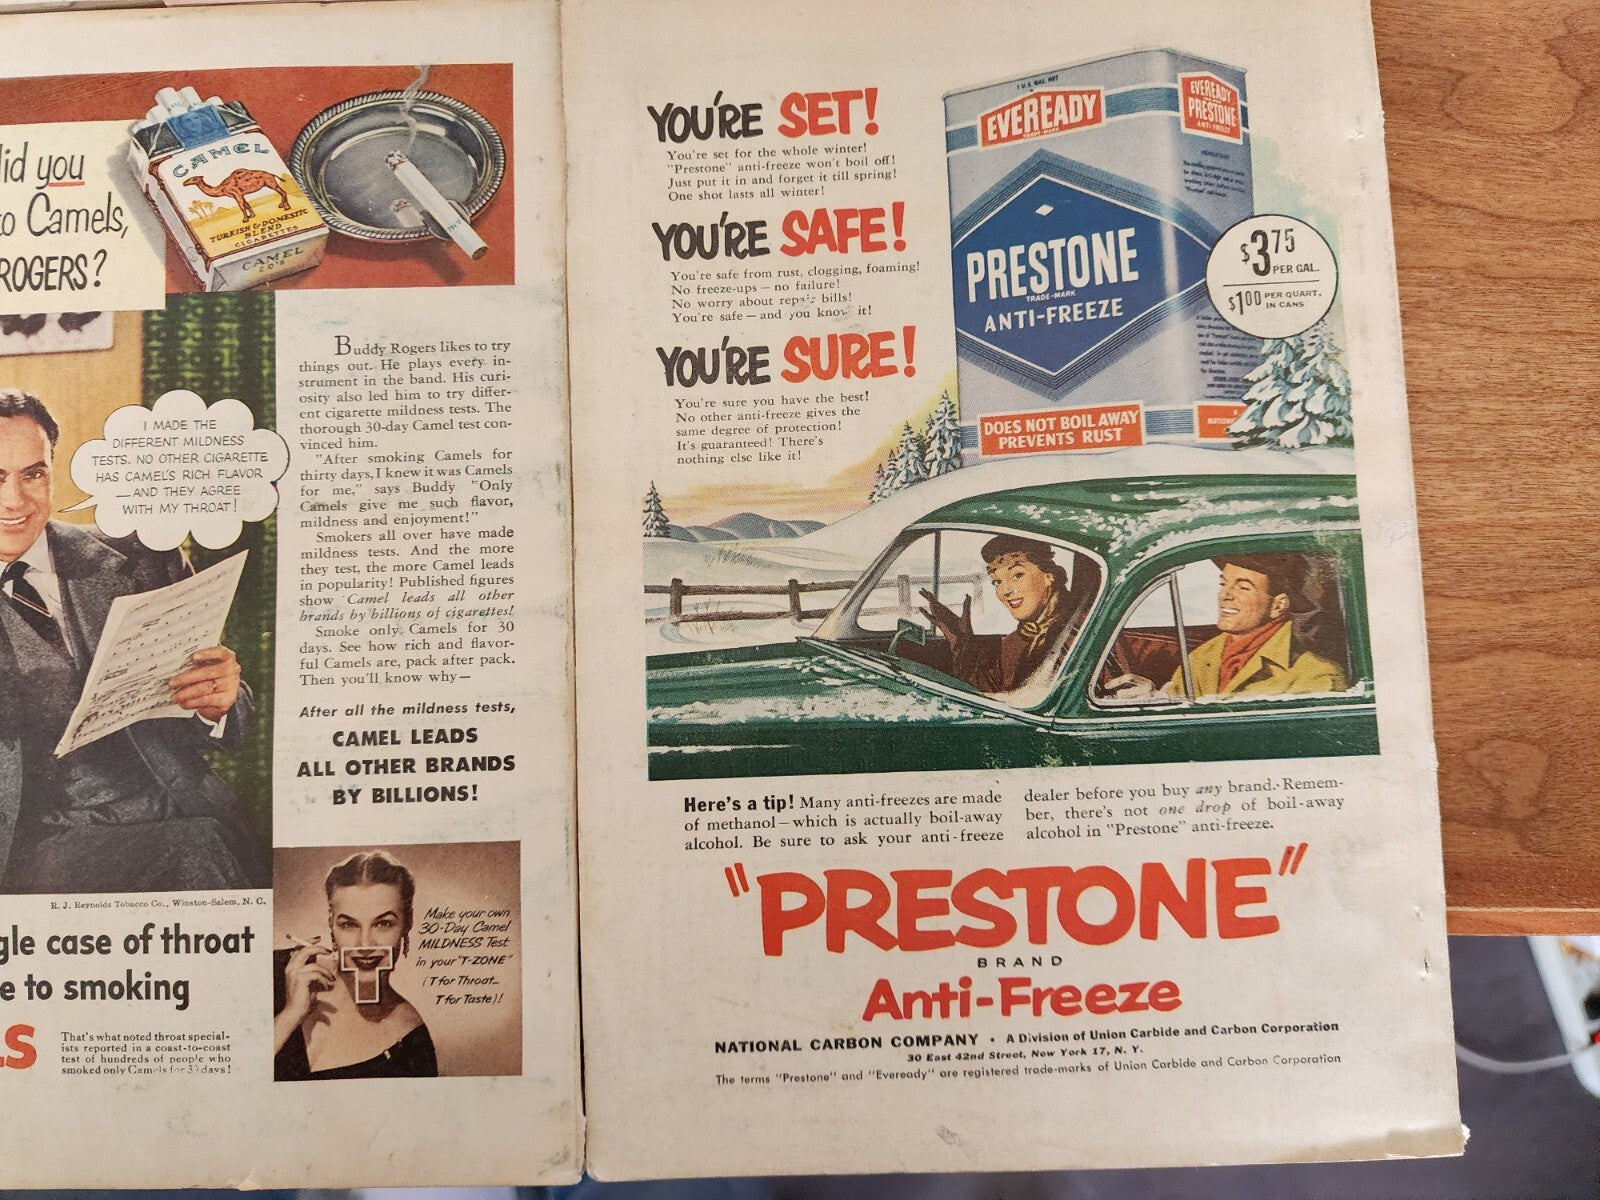 did you
to Camels,
ROGERS?
CAMEL
TURKISH & DOMESTIC
BLEND
CIGARETTES
CAMEL
20'S
CAMEL
I MADE THE
DIFFERENT MILDNESS
TESTS. NO OTHER CIGARETTE
HAS CAMEL'S RICH FLAVOR
—AND THEY AGREE
WITH MY THROAT!
Buddy Rogers likes to try
things out. He plays every in-
strument in the band. His curi-
osity also led him to try differ-
ent cigarette mildness tests. The
thorough 30-day Camel test con-
vinced him.
"After smoking Camels for
thirty days, I knew it was Camels
for me," says Buddy "Only
Camels give me such flavor,
mildness and enjoyment!"
Smokers all over have made
mildness tests. And the more
they test, the more Camel leads
in popularity! Published figures
show Camel leads all other
brands by billions of cigarettes!
Smoke only Camels for 30
days. See how rich and flavor-
ful Camels are, pack after pack.
Then you'll know why—
After all the mildness tests,
CAMEL LEADS
ALL OTHER BRANDS
BY BILLIONS!
R. J. Reynolds Tobacco Co., Winston-Salem, N. C.
gle case of throat
e to smoking
LS
That's what noted throat special-
ists reported in a coast-to-coast
test of hundreds of people who
smoked only Camels for 30 days!
Make your own
30-Day Camel
MILDNESS Test
in your "T-ZONE"
(T for Throat...
T for Taste)!
YOU'RE SET!
You're set for the whole winter!
"Prestone" anti-freeze won't boil off!
Just put it in and forget it till spring!
One shot lasts all winter!
YOU'RE SAFE!
You're safe from rust, clogging, foaming!
No freeze-ups — no failure!
No worry about repair bills!
You're safe — and you know it!
YOU'RE SURE!
You're sure you have the best!
No other anti-freeze gives the
same degree of protection!
It's guaranteed! There's
nothing else like it!
1 U.S. GAL. NET
EVEREADY
TRADE-MARK
PRESTONE
TRADE-MARK
ANTI-FREEZE
DOES NOT BOIL AWAY
PREVENTS RUST
EVEREADY
PRESTONE
ANTI-FREEZE
IMPORTANT
$3.75
PER GAL.
$1.00 PER QUART,
IN CANS
Here's a tip! Many anti-freezes are made
of methanol—which is actually boil-away
alcohol. Be sure to ask your anti-freeze
dealer before you buy any brand. Remem-
ber, there's not one drop of boil-away
alcohol in "Prestone" anti-freeze.
"PRESTONE"
BRAND
Anti-Freeze
NATIONAL CARBON COMPANY • A Division of Union Carbide and Carbon Corporation
30 East 42nd Street, New York 17, N. Y.
The terms "Prestone" and "Eveready" are registered trade-marks of Union Carbide and Carbon Corporation